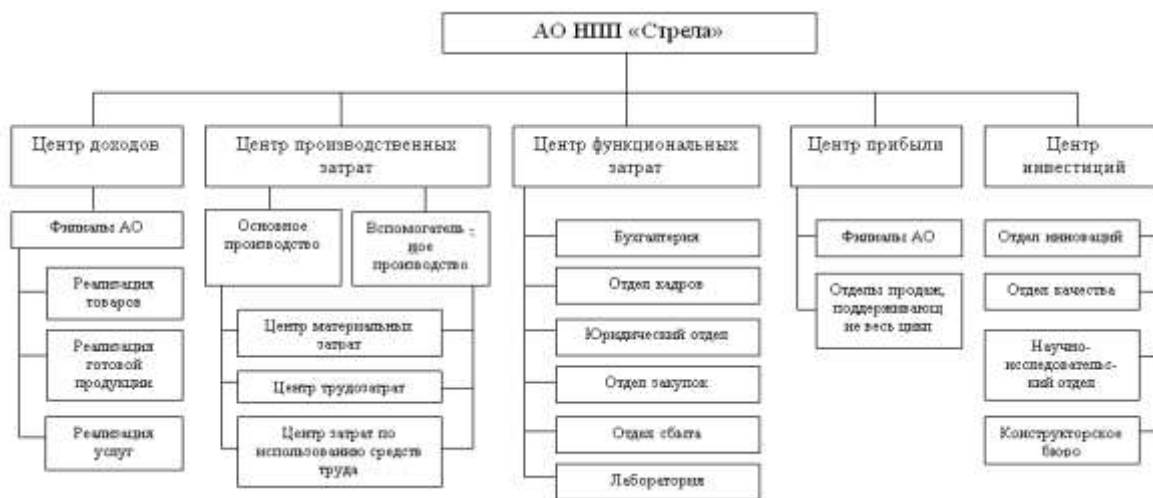 АО НПП «Стрела»
Центр доходов
Центр производственных
затрат
Центр функциональных
затрат
Центр прибыли
Центр
инвестиций
Филиалы АО
Реализация
товаров
Реализация
готовой
продукции
Реализация
услуг
Основное
производство
Вспомогатель -
ное
производство
Центр материальных
затрат
Центр трудозатрат
Центр затрат по
использованию средств
труда
Бухгалтерия
Отдел кадров
Юридический отдел
Отдел закупок
Отдел сбыта
Лаборатория
Филиалы АО
Отделы продаж,
поддерживающ
ие весь цикл
Отдел инноваций
Отдел качества
Научно-
исследовательс-
кий отдел
Конструкторское
бюро